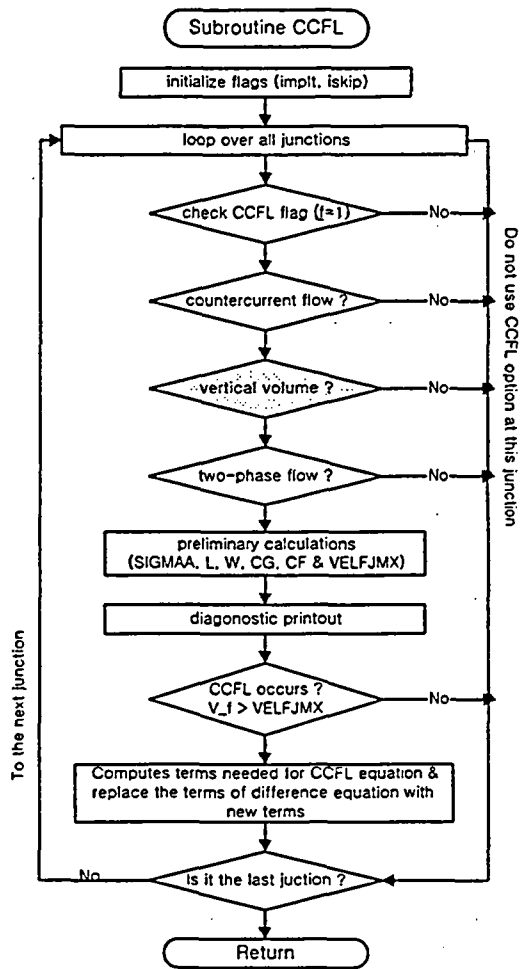 Subroutine CCFL
initialize flags (implt, iskip)
loop over all junctions
check CCFL flag (f=1)
No
countercurrent flow ?
No
vertical volume ?
No
two-phase flow ?
No
preliminary calculations
(SIGMAA, L, W, CG, CF & VELFJMX)
diagonostic printout
CCFL occurs ?
V_f > VELFJMX
No
Computes terms needed for CCFL equation &
replace the terms of difference equation with
new terms
Is it the last juction ?
No
Return
To the next junction
Do not use CCFL option at this junction